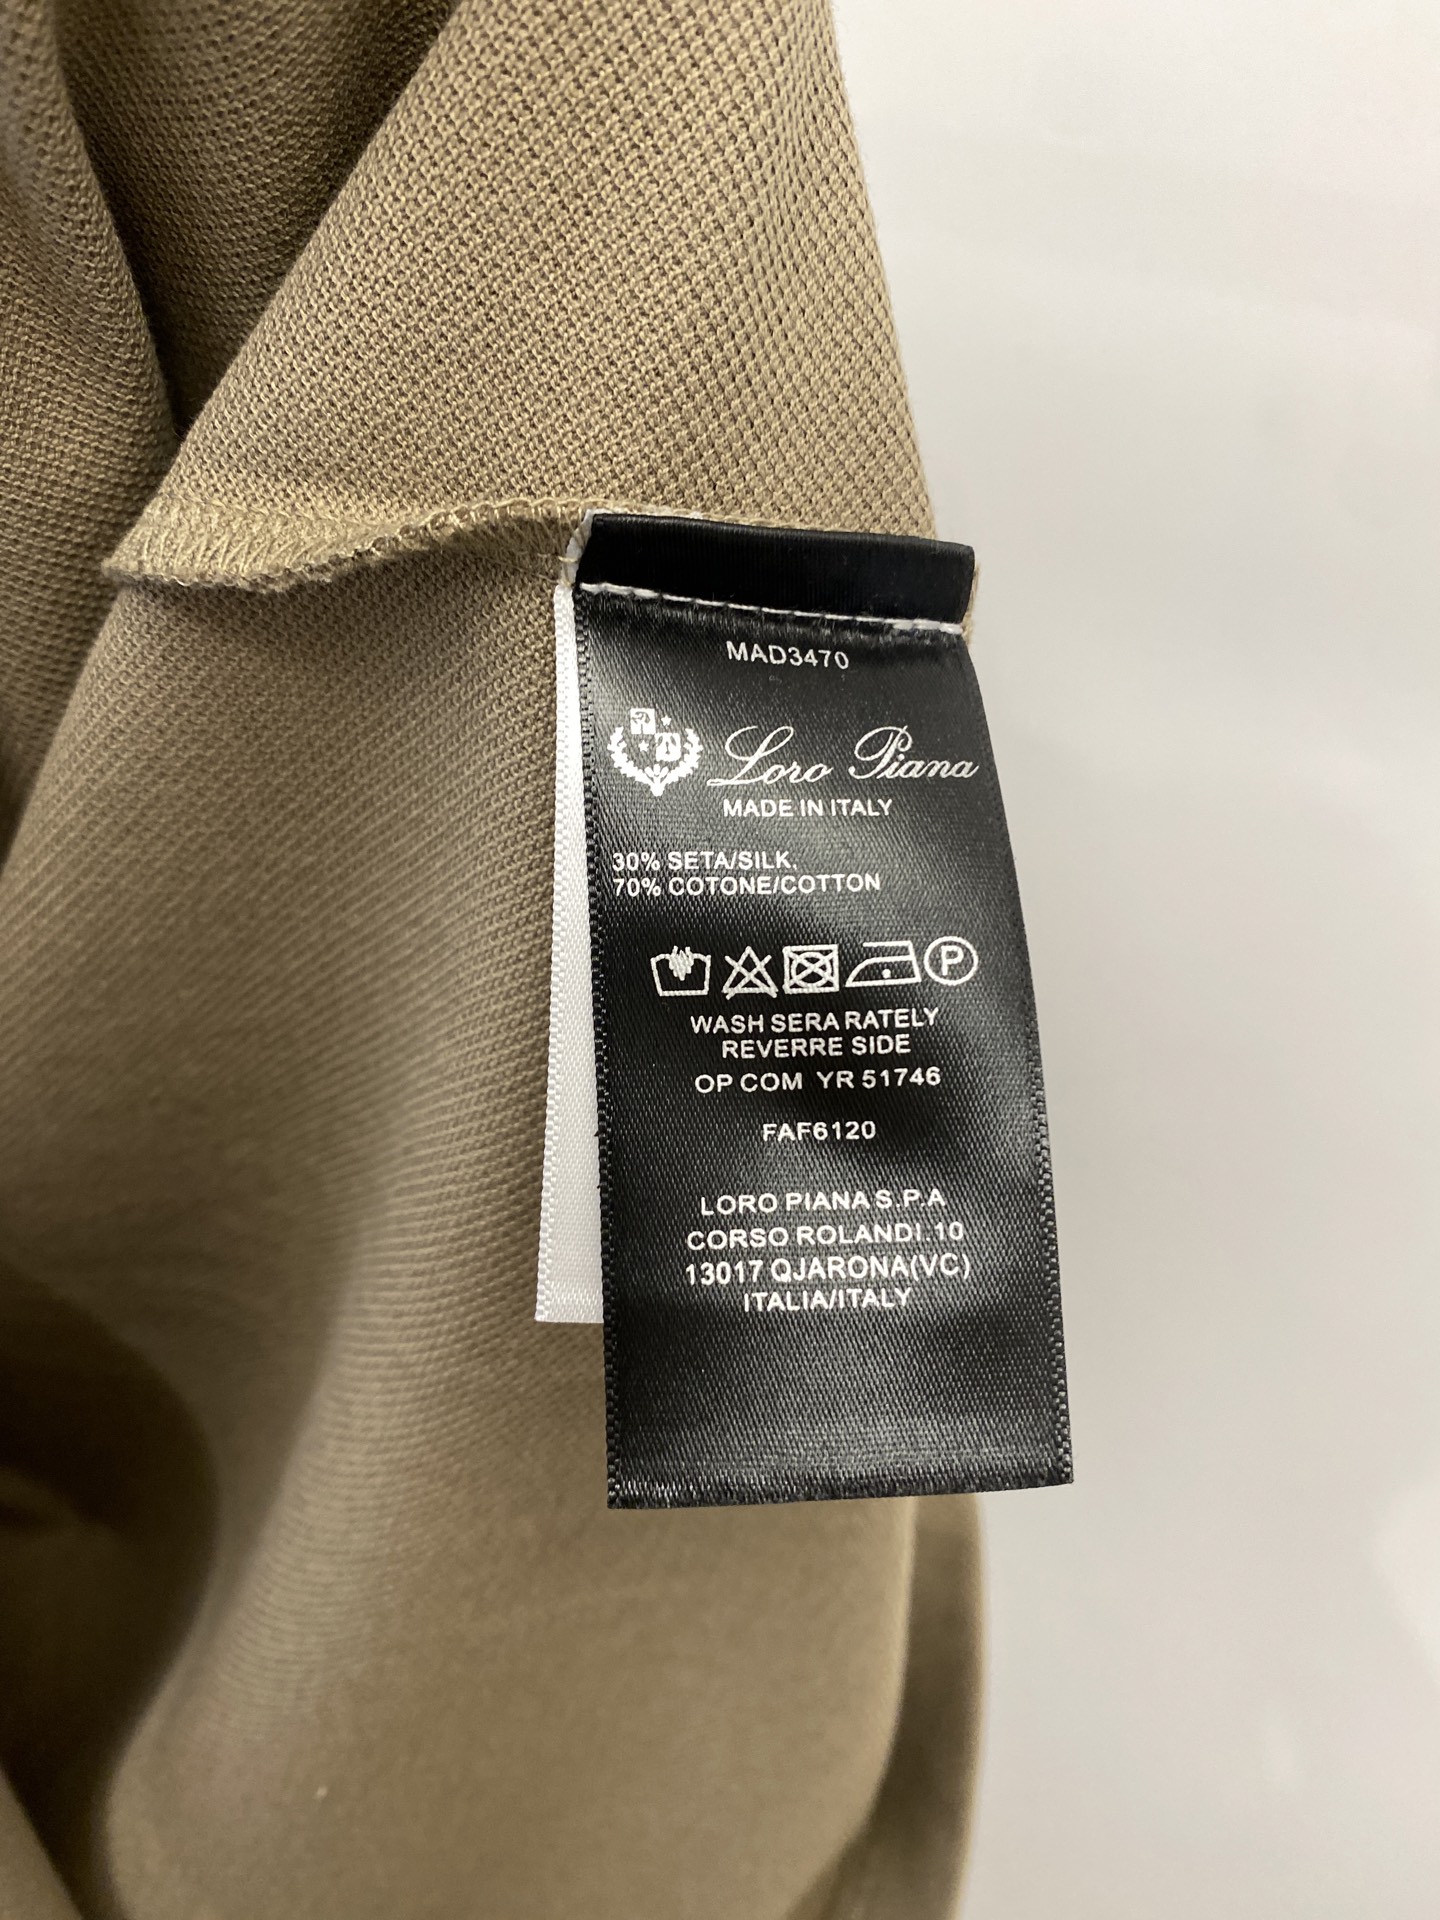 MAD3470
Loro Piana
MADE IN ITALY
30% SETA/SILK.
70% COTONE/COTTON
P
WASH SERA RATELY
REVERRE SIDE
OP COM YR 51746
FAF6120
LORO PIANA S.P.A
CORSO ROLANDI.10
13017 QJARONA(VC)
ITALIA/ITALY